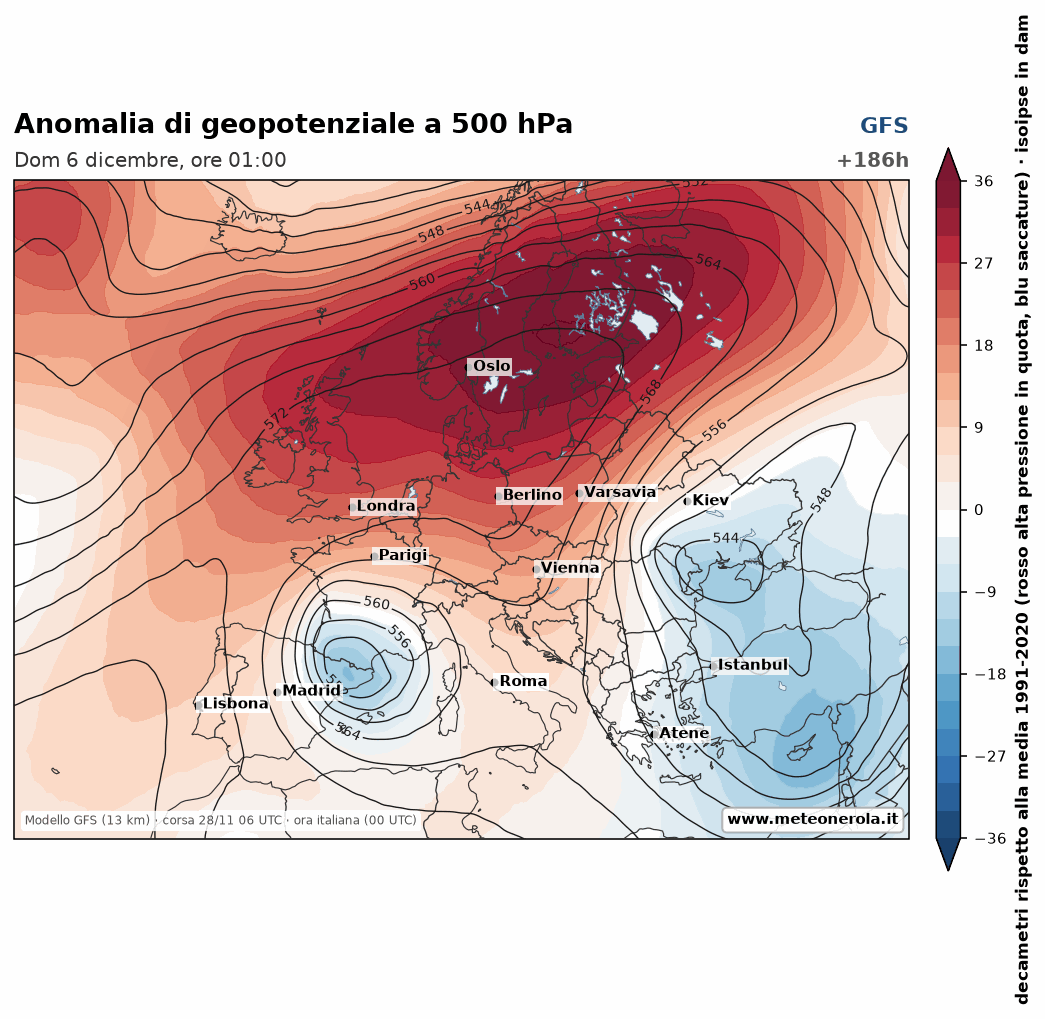 Anomalia di geopotenziale a 500 hPa
GFS
Dom 6 dicembre, ore 01:00
+186h
552
544
548
564
560
Oslo
568
572
556
Berlino
Varsavia
Kiev
548
Londra
544
Parigi
Vienna
560
556
Istanbul
Roma
Madrid
Lisbona
564
Atene
Modello GFS (13 km) · corsa 28/11 06 UTC · ora italiana (00 UTC)
www.meteonerola.it
36
27
18
9
0
−9
−18
−27
−36
decametri rispetto alla media 1991-2020 (rosso alta pressione in quota, blu saccature) · isoipse in dam